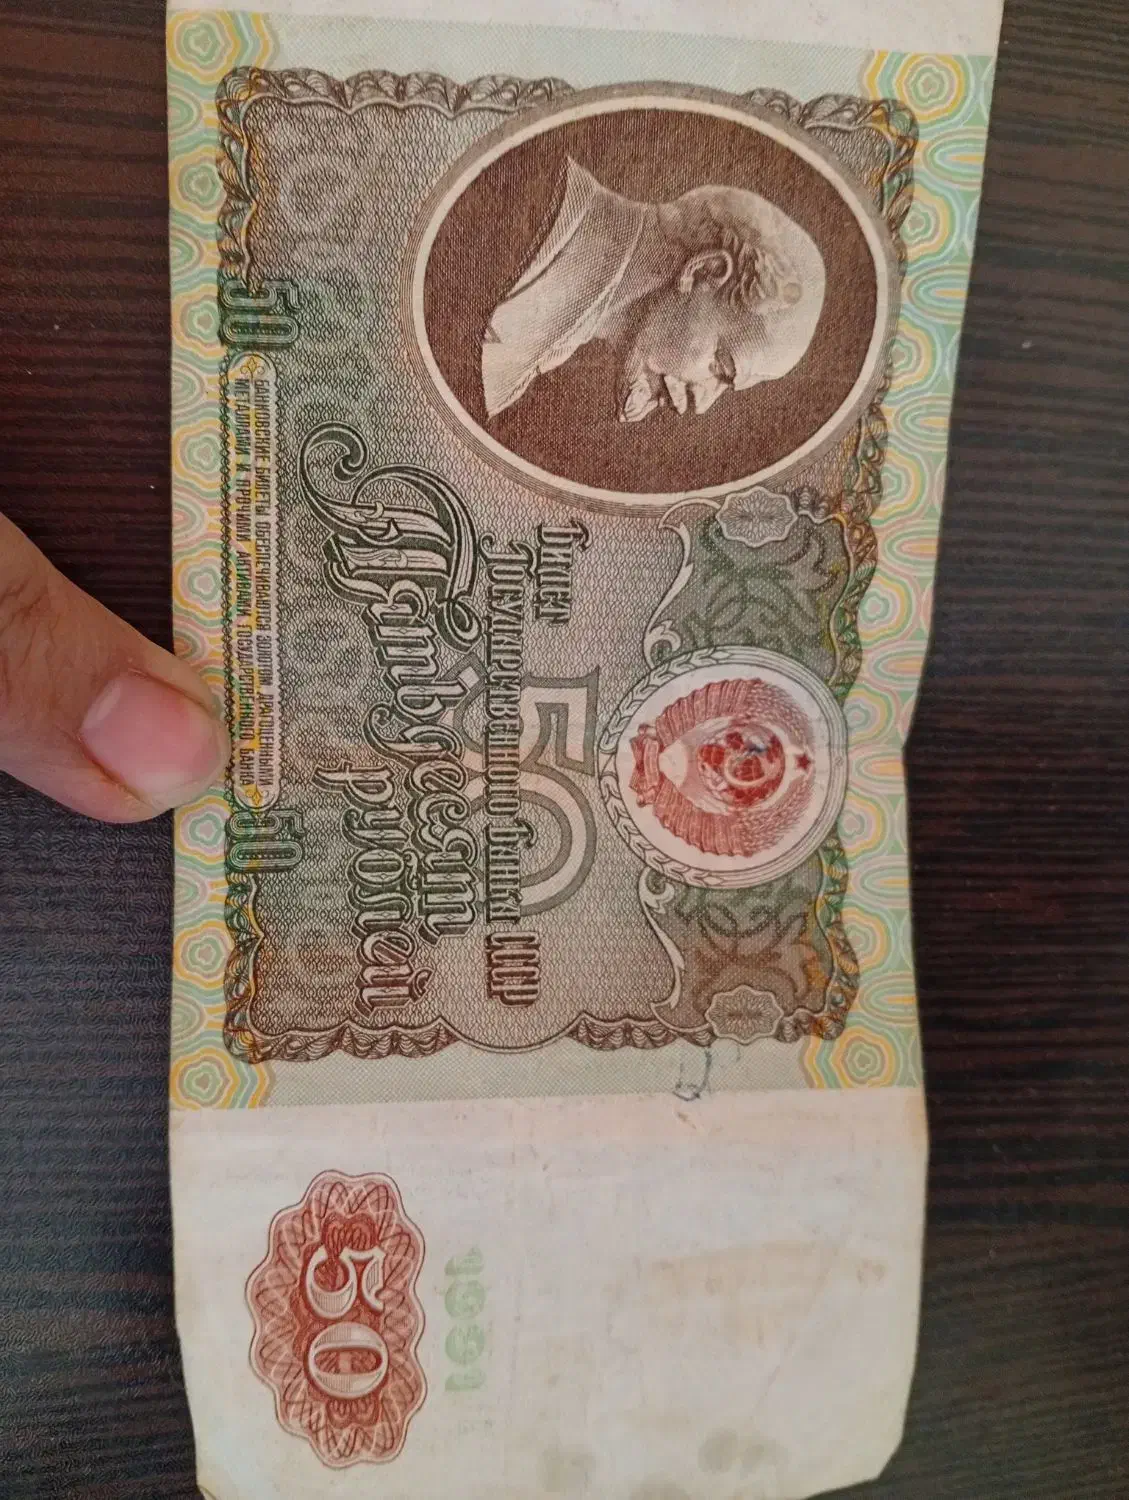 Билет
Государственного банка СССР
50
Пятьдесят
рублей
50
БАНКОВСКИЕ БИЛЕТЫ ОБЕСПЕЧИВАЮТСЯ ЗОЛОТОМ, ДРАГОЦЕННЫМИ
МЕТАЛЛАМИ И ПРОЧИМИ АКТИВАМИ ГОСУДАРСТВЕННОГО БАНКА
50
1991
50